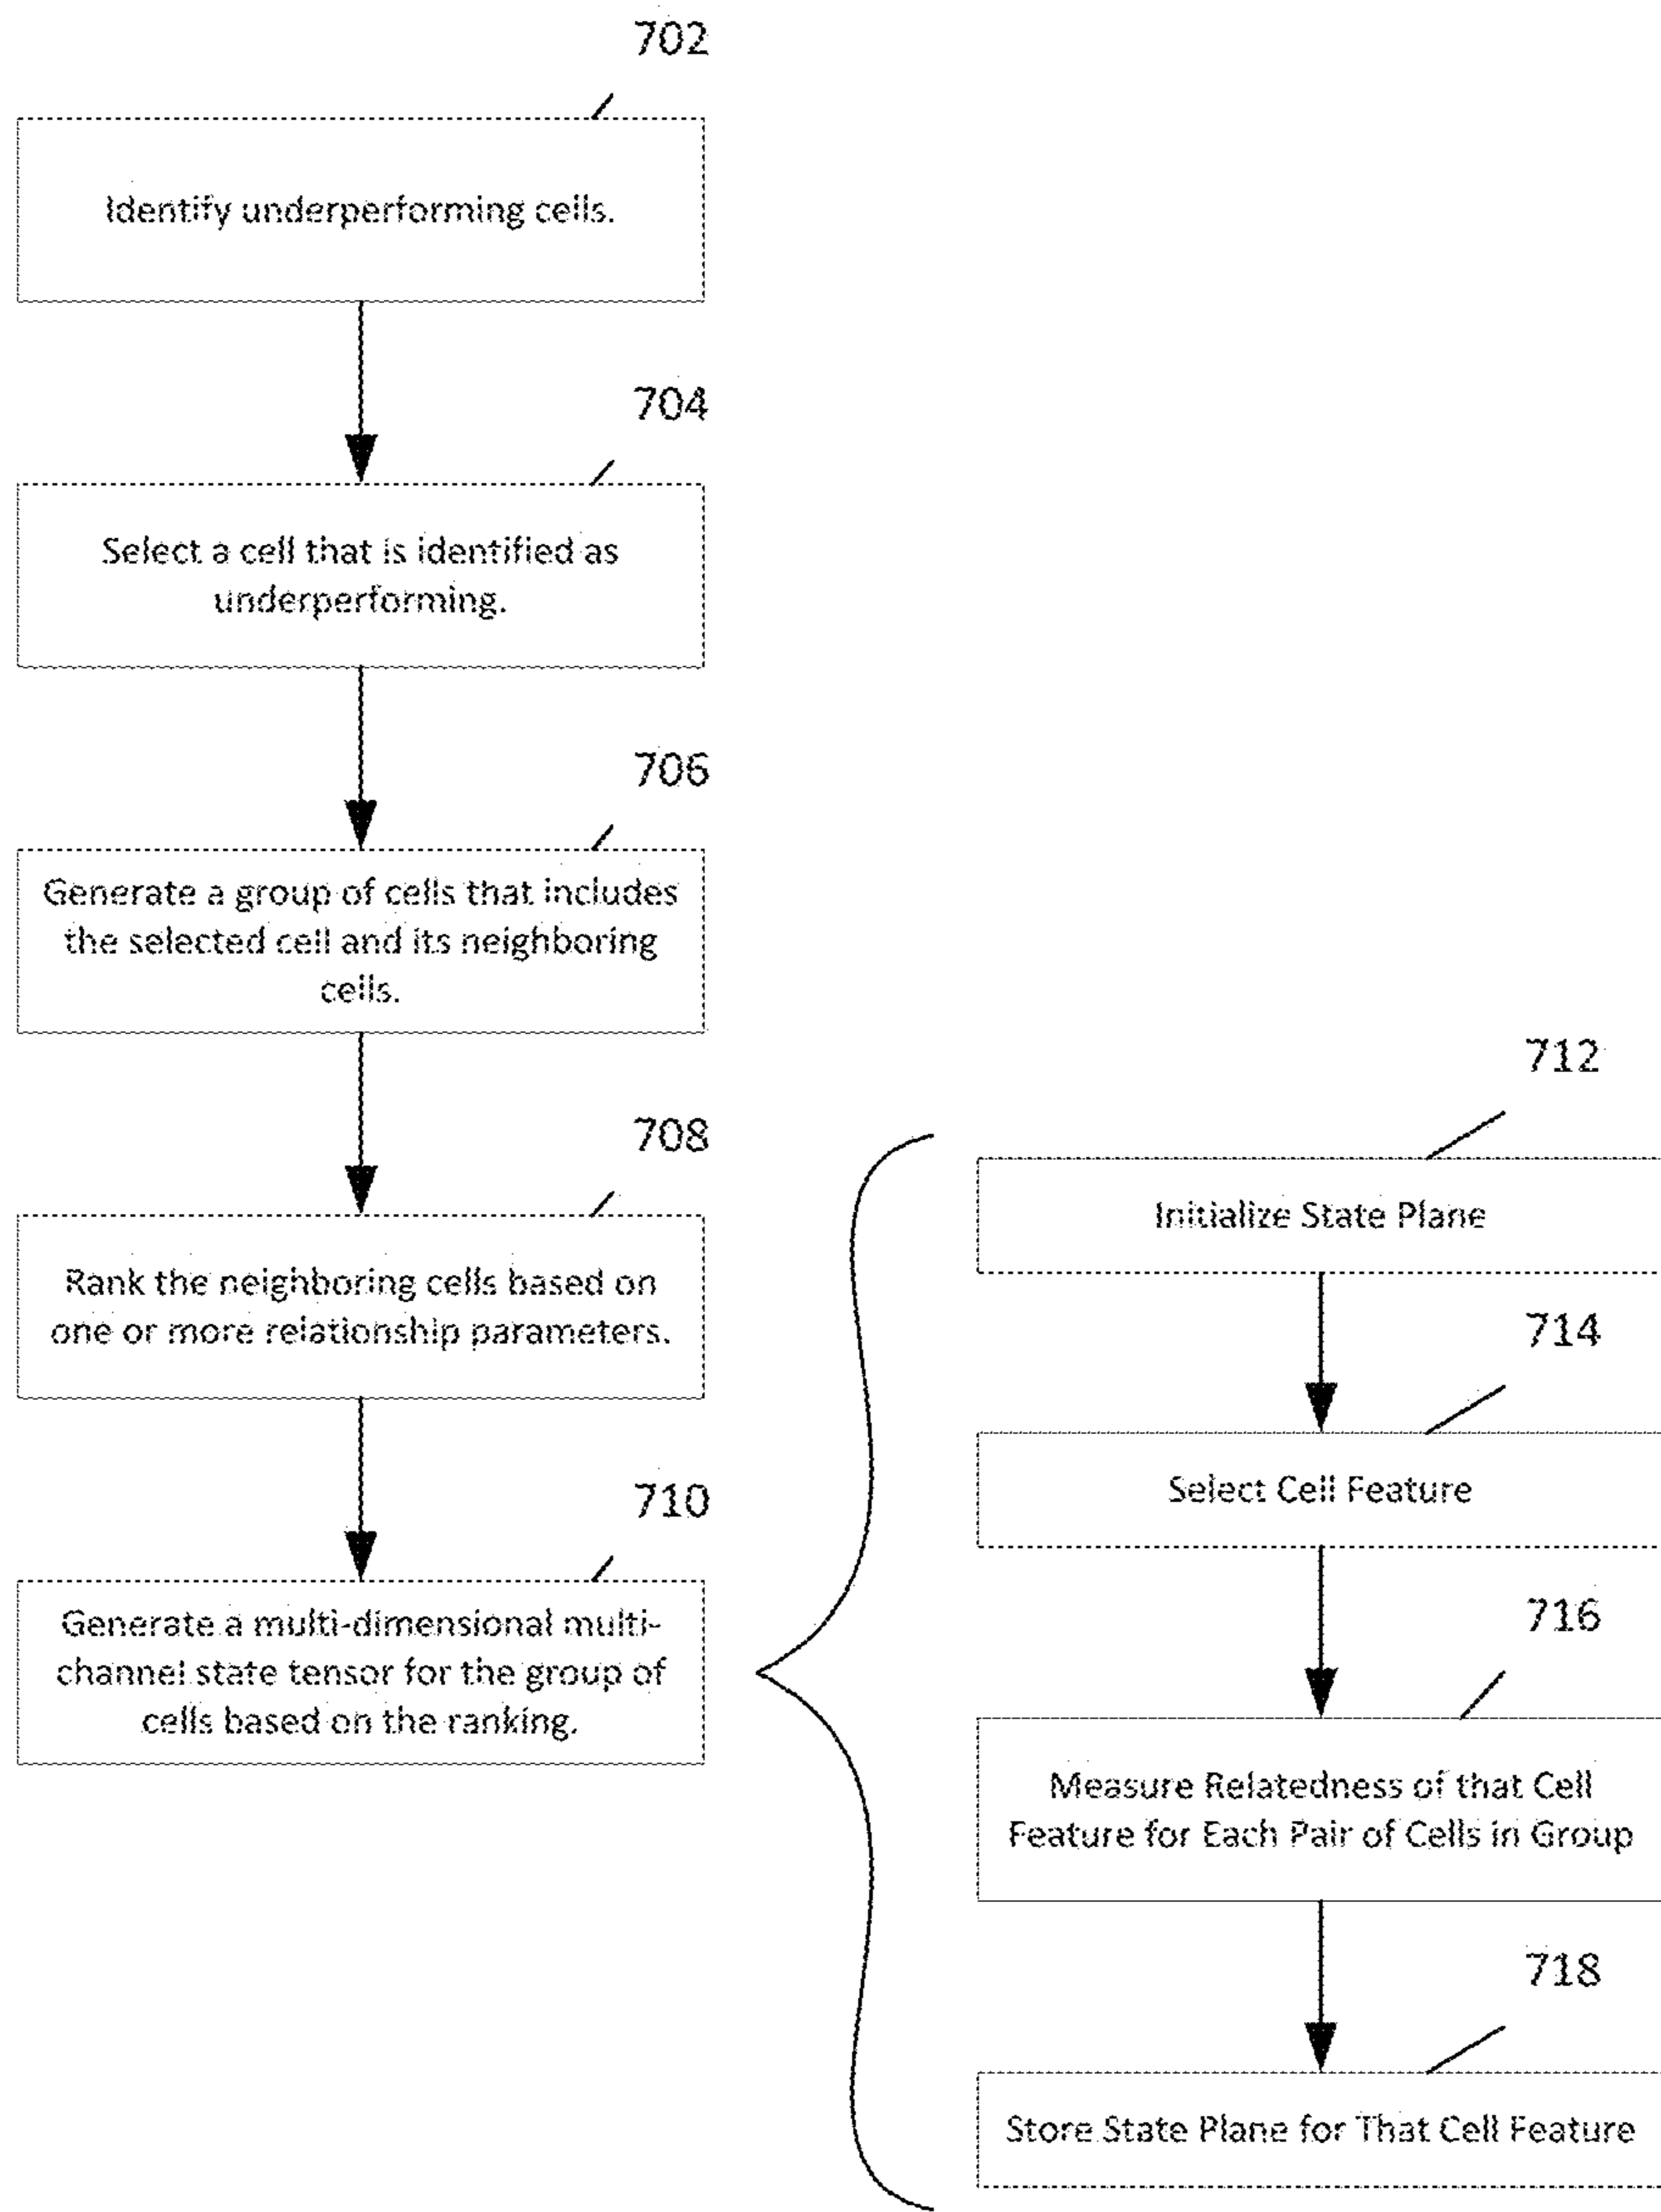 702
Identify underperforming cells.
704
Select a cell that is identified as
underperforming.
706
Generate a group of cells that includes
the selected cell and its neighboring
cells.
708
Rank the neighboring cells based on
one or more relationship parameters.
710
Generate a multi-dimensional multi-
channel state tensor for the group of
cells based on the ranking.
712
Initialize State Plane
714
Select Cell Feature
716
Measure Relatedness of that Cell
Feature for Each Pair of Cells in Group
718
Store State Plane for That Cell Feature